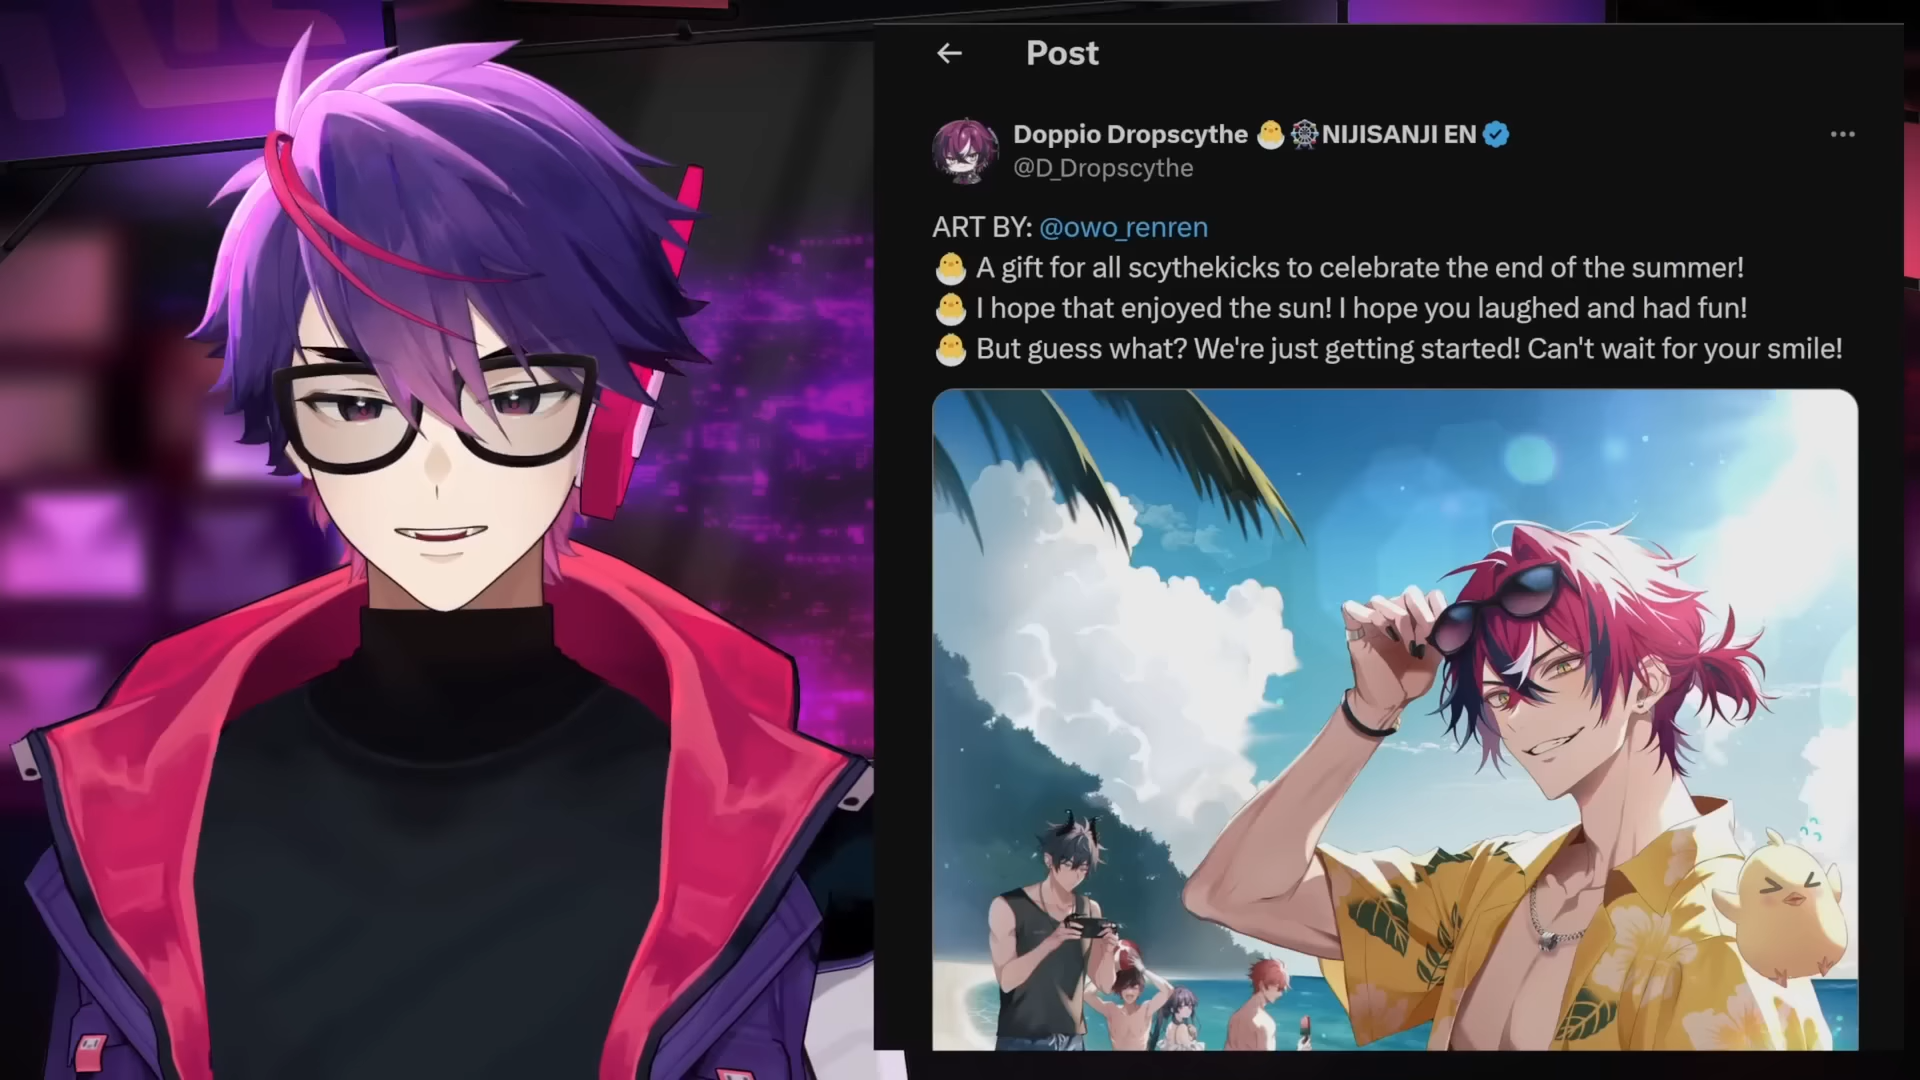 Post
Doppio Dropscythe 🐣🎡NIJISANJI EN
@D_Dropscythe
ART BY: @owo_renren
🐣 A gift for all scythekicks to celebrate the end of the summer!
🐣 I hope that enjoyed the sun! I hope you laughed and had fun!
🐣 But guess what? We're just getting started! Can't wait for your smile!